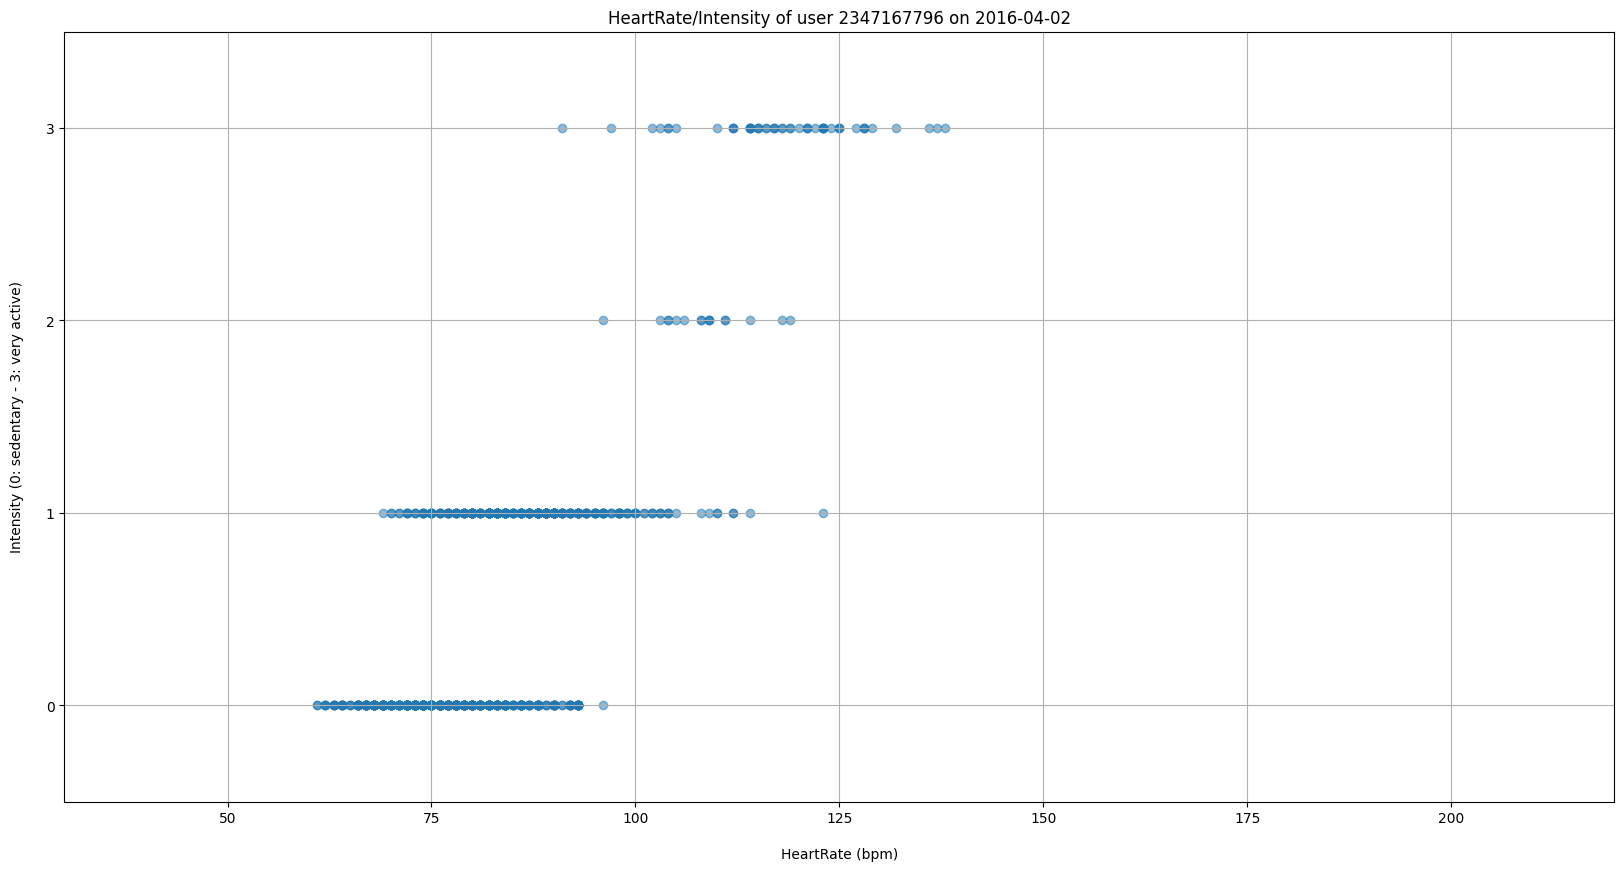 HeartRate/Intensity of user 2347167796 on 2016-04-02
Intensity (0: sedentary - 3: very active)
3
2
1
0
50 75 100 125 150 175 200
HeartRate (bpm)